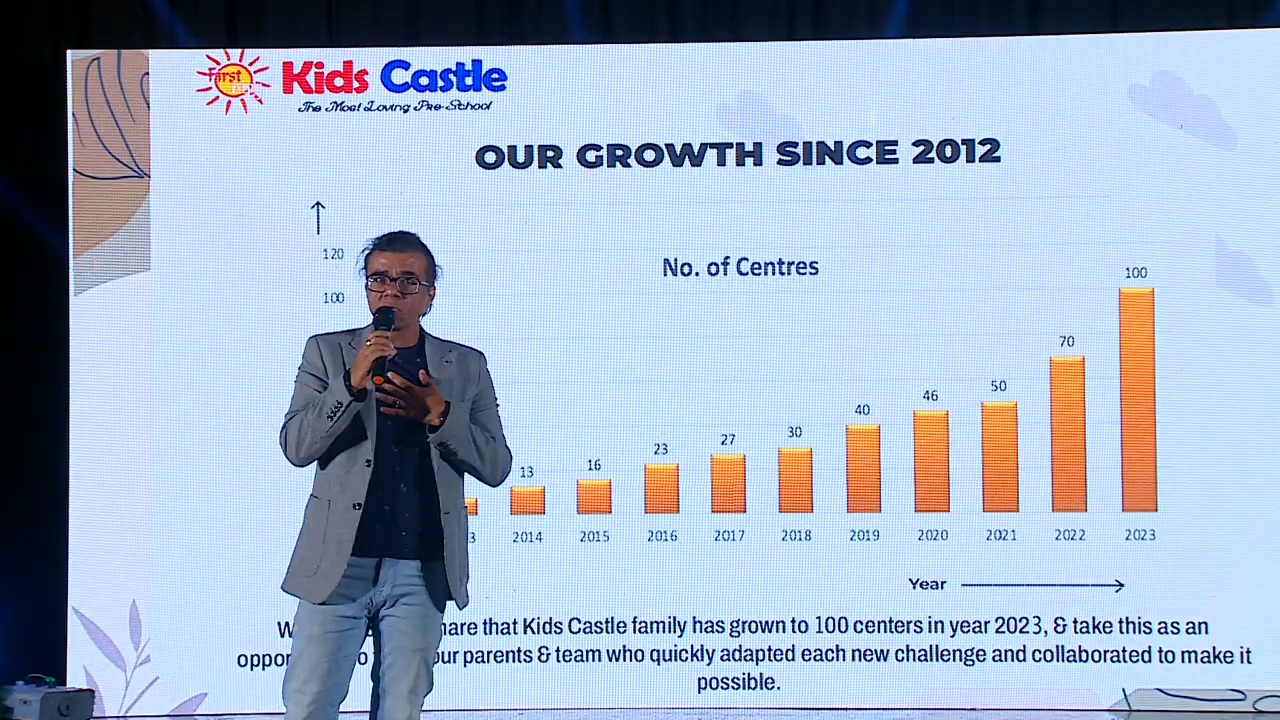 First
Kids Castle
The Most Loving Pre-School
OUR GROWTH SINCE 2012
No. of Centres
120
100
13
16
23
27
30
40
46
50
70
100
3 2014 2015 2016 2017 2018 2019 2020 2021 2022 2023
Year
that Kids Castle family has grown to 100 centers in year 2023, & take this as an
parents & team who quickly adapted each new challenge and collaborated to make it
possible.